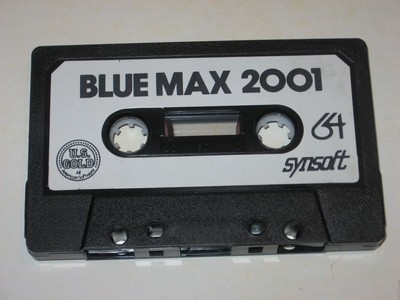 BLUE MAX 2001
64
synsoft
U.S.
GOLD